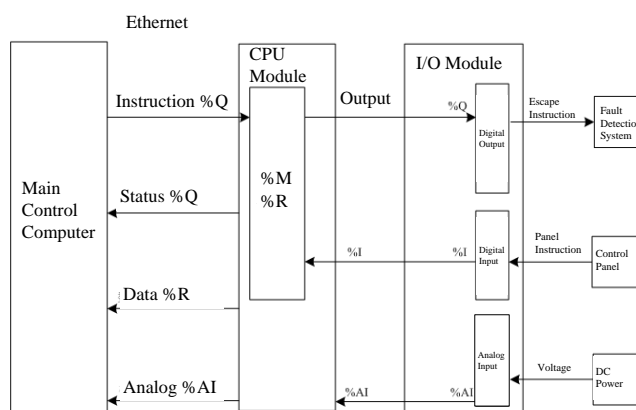 Ethernet
CPU
Module
I/O Module
Instruction %Q
Output
%Q
Escape
Instruction
Fault
Detection
System
Digital
Output
%M
%R
Main
Control
Computer
Status %Q
%I
%I
Digital
Input
Panel
Instruction
Control
Panel
Data %R
Analog %AI
%AI
%AI
Analog
Input
Voltage
DC
Power